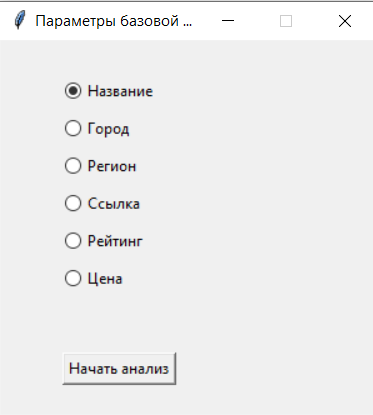 Параметры базовой ...
Название
Город
Регион
Ссылка
Рейтинг
Цена
Начать анализ